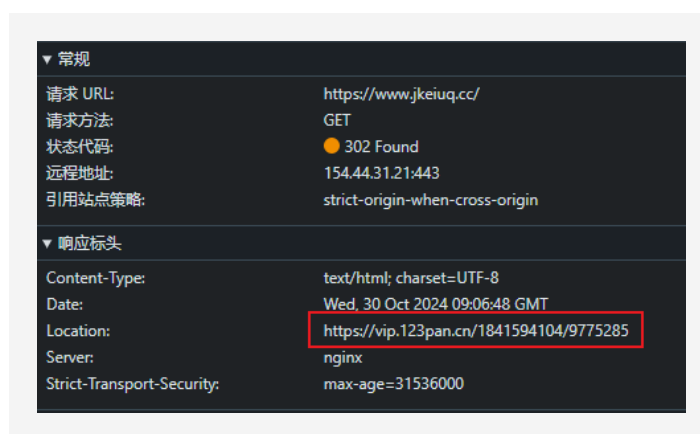 ▼ 常规
请求 URL: https://www.jkeiuq.cc/
请求方法: GET
状态代码: 302 Found
远程地址: 154.44.31.21:443
引用站点策略: strict-origin-when-cross-origin
▼ 响应标头
Content-Type: text/html; charset=UTF-8
Date: Wed, 30 Oct 2024 09:06:48 GMT
Location: https://vip.123pan.cn/1841594104/9775285
Server: nginx
Strict-Transport-Security: max-age=31536000